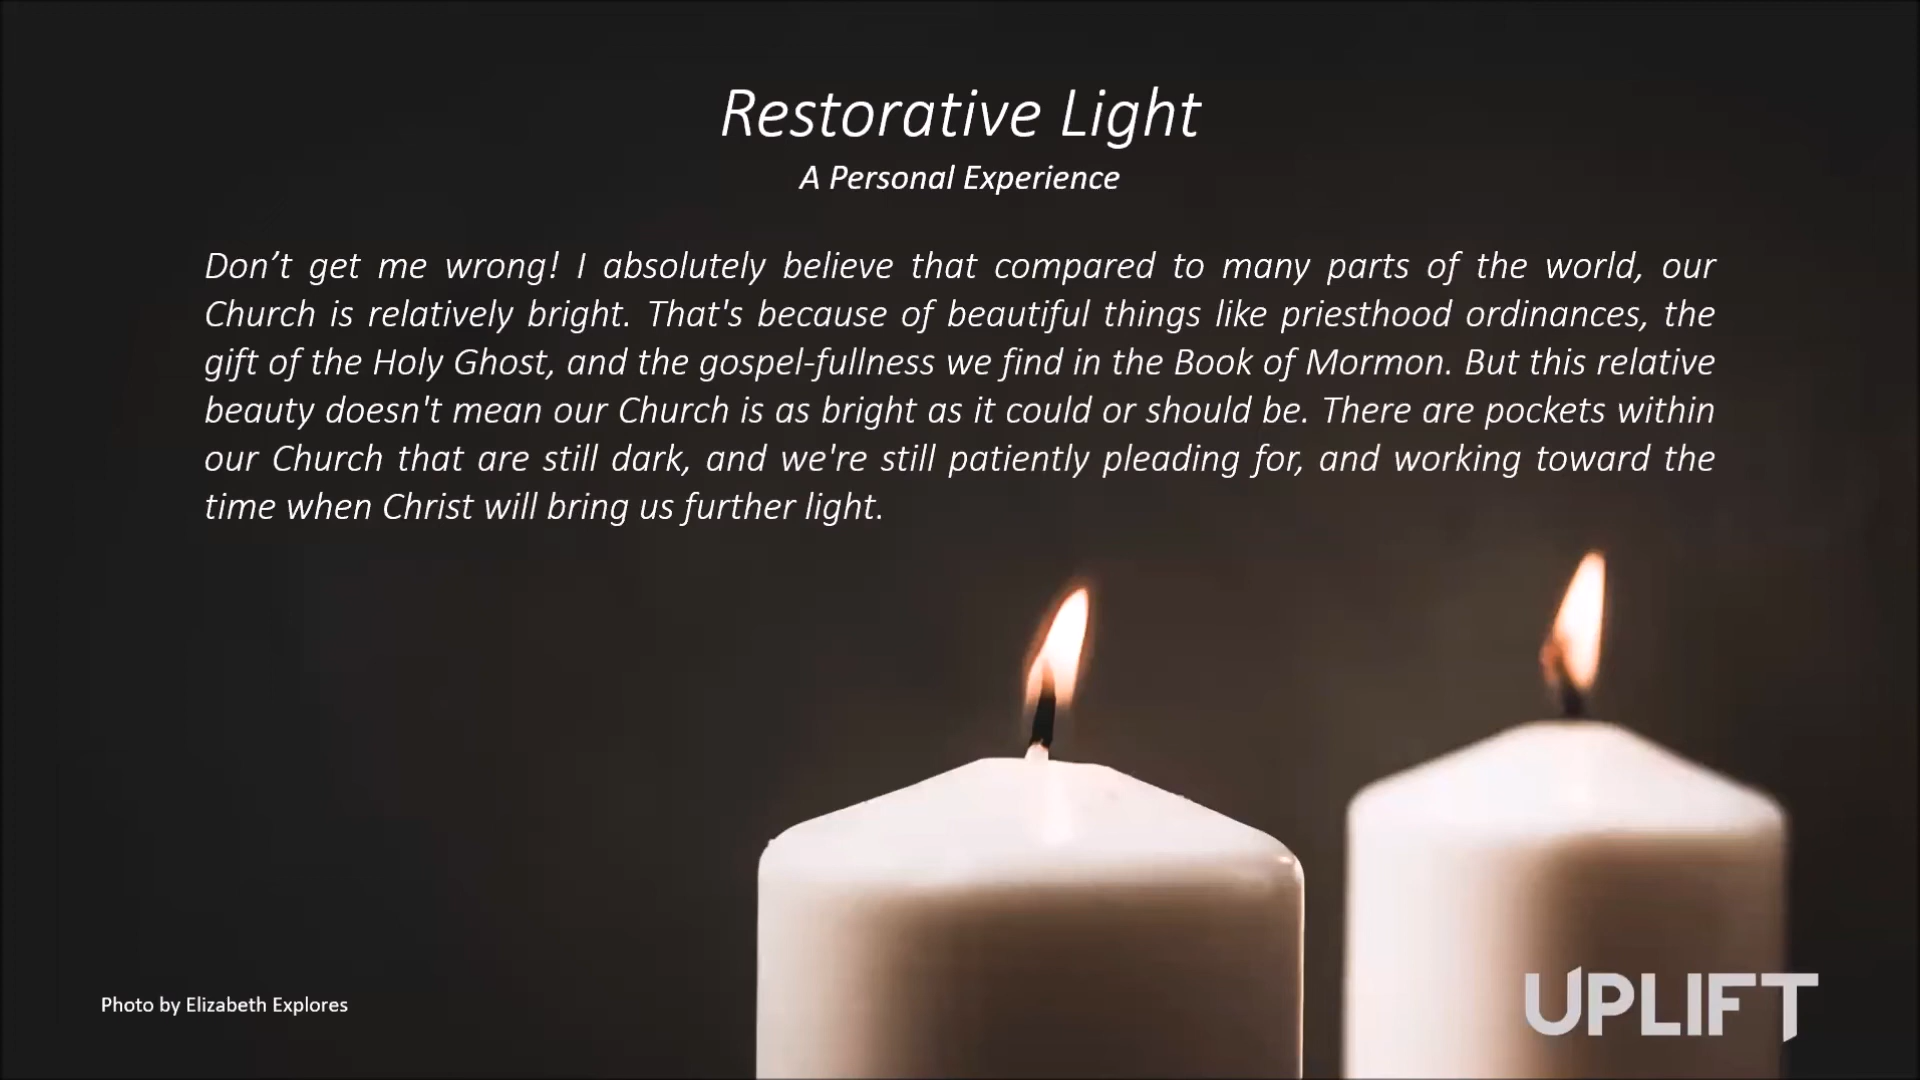 Restorative Light
A Personal Experience
Don’t get me wrong! I absolutely believe that compared to many parts of the world, our
Church is relatively bright. That's because of beautiful things like priesthood ordinances, the
gift of the Holy Ghost, and the gospel-fullness we find in the Book of Mormon. But this relative
beauty doesn't mean our Church is as bright as it could or should be. There are pockets within
our Church that are still dark, and we're still patiently pleading for, and working toward the
time when Christ will bring us further light.
Photo by Elizabeth Explores
UPLIFT